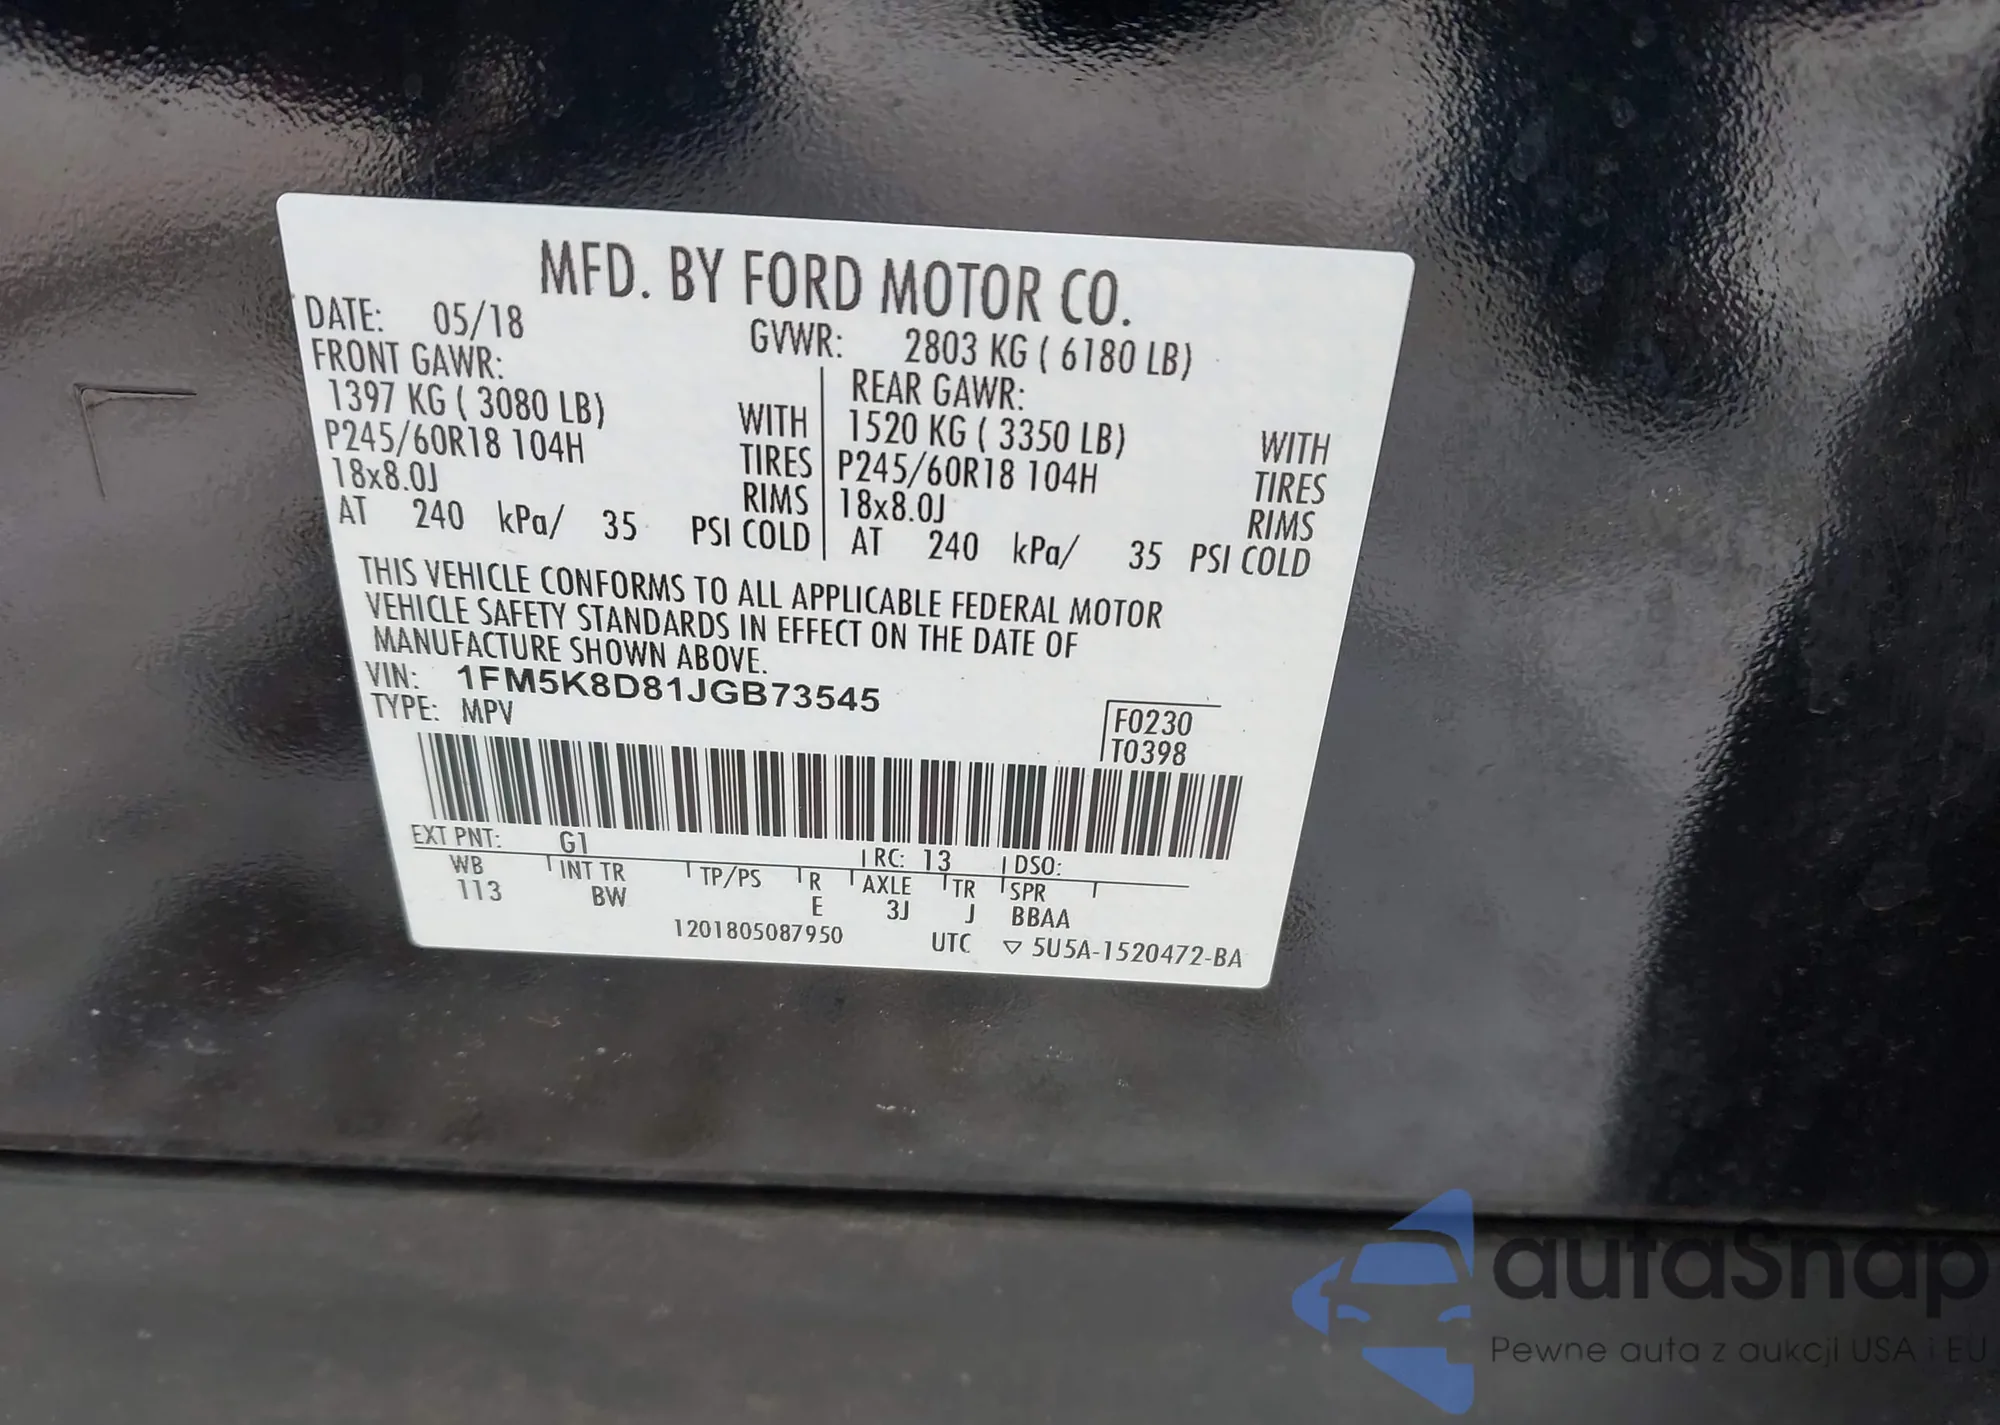 MFD. BY FORD MOTOR CO.
DATE: 05/18 GVWR: 2803 KG ( 6180 LB)
FRONT GAWR: REAR GAWR:
1397 KG ( 3080 LB) WITH 1520 KG ( 3350 LB) WITH
P245/60R18 104H TIRES P245/60R18 104H TIRES
18x8.0J RIMS 18x8.0J RIMS
AT 240 kPa/ 35 PSI COLD AT 240 kPa/ 35 PSI COLD
THIS VEHICLE CONFORMS TO ALL APPLICABLE FEDERAL MOTOR
VEHICLE SAFETY STANDARDS IN EFFECT ON THE DATE OF
MANUFACTURE SHOWN ABOVE.
VIN: 1FM5K8D81JGB73545
TYPE: MPV
F0230
T0398
EXT PNT: G1 RC: 13 DSO:
WB INT TR TP/PS R AXLE TR SPR
113 BW E 3J J BBAA
1201805087950 UTC ▽ 5U5A-1520472-BA
autaSnap
Pewne auta z aukcji USA i EU